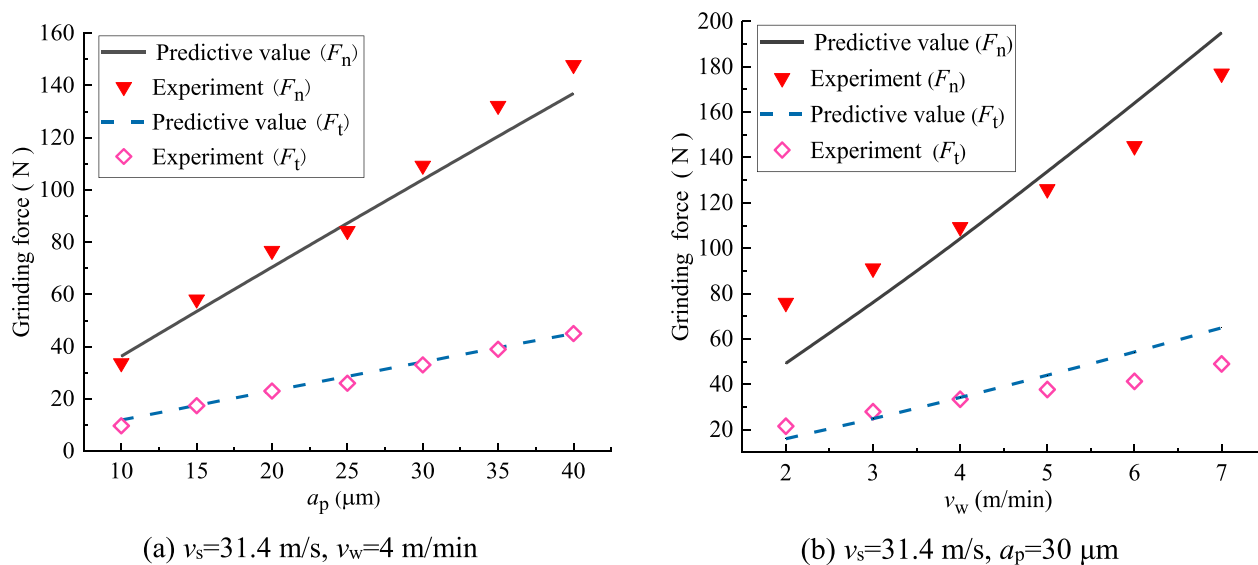 160
140
120
100
80
60
40
20
0
Grinding force ( N )
Predictive value (Fn)
Experiment (Fn)
Predictive value (Ft)
Experiment (Ft)
10 15 20 25 30 35 40
ap (μm)
(a) vs=31.4 m/s, vw=4 m/min
200
180
160
140
120
100
80
60
40
20
Grinding force ( N )
Predictive value (Fn)
Experiment (Fn)
Predictive value (Ft)
Experiment (Ft)
2 3 4 5 6 7
vw (m/min)
(b) vs=31.4 m/s, ap=30 μm